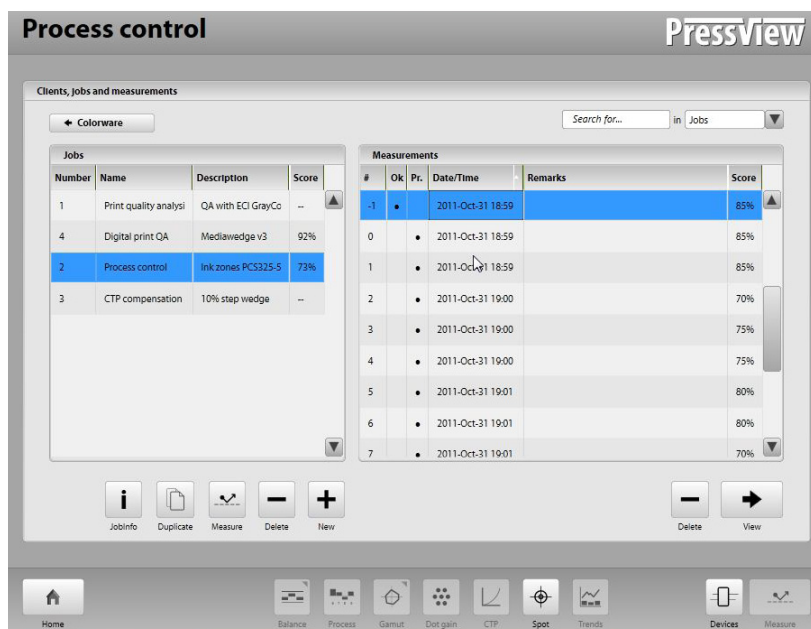 Process control
PressView
Clients, jobs and measurements
Colorware
Search for... in Jobs
Jobs
Number Name Description Score
1 Print quality analysi QA with ECI GrayCo --
4 Digital print QA Mediawedge v3 92%
2 Process control Ink zones PCS325-5 73%
3 CTP compensation 10% step wedge --
JobInfo Duplicate Measure Delete New
Measurements
# Ok Pr. Date/Time Remarks Score
-1 • 2011-Oct-31 18:59 85%
0 • 2011-Oct-31 18:59 85%
1 • 2011-Oct-31 18:59 85%
2 • 2011-Oct-31 19:00 70%
3 • 2011-Oct-31 19:00 75%
4 • 2011-Oct-31 19:00 75%
5 • 2011-Oct-31 19:01 80%
6 • 2011-Oct-31 19:01 80%
7 • 2011-Oct-31 19:01 70%
Delete View
Home Balance Process Gamut Dot gain CTP Spot Trends Devices Measure